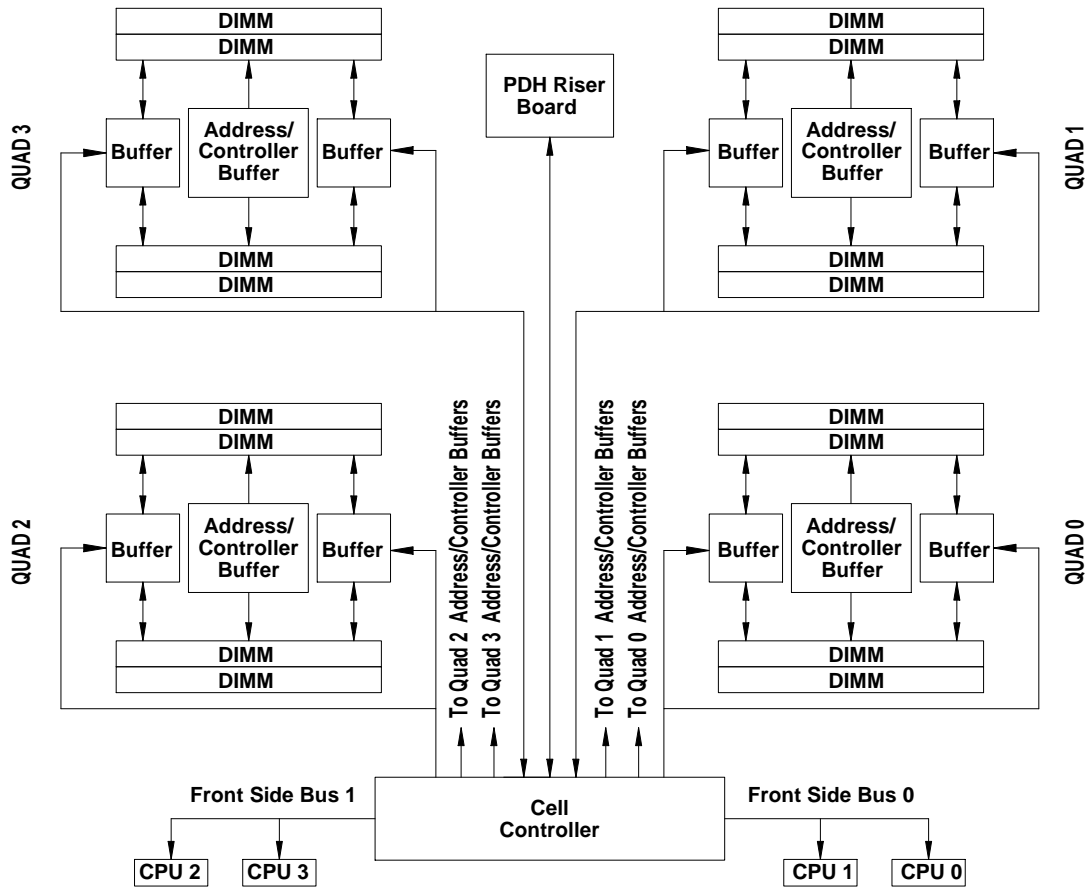 DIMM
DIMM
QUAD 3
Buffer
Address/
Controller
Buffer
Buffer
DIMM
DIMM
PDH Riser
Board
DIMM
DIMM
Buffer
Address/
Controller
Buffer
Buffer
QUAD 1
DIMM
DIMM
DIMM
DIMM
QUAD 2
Buffer
Address/
Controller
Buffer
Buffer
DIMM
DIMM
To Quad 2 Address/Controller Buffers
To Quad 3 Address/Controller Buffers
To Quad 1 Address/Controller Buffers
To Quad 0 Address/Controller Buffers
DIMM
DIMM
Buffer
Address/
Controller
Buffer
Buffer
QUAD 0
DIMM
DIMM
Front Side Bus 1
Cell
Controller
Front Side Bus 0
CPU 2
CPU 3
CPU 1
CPU 0